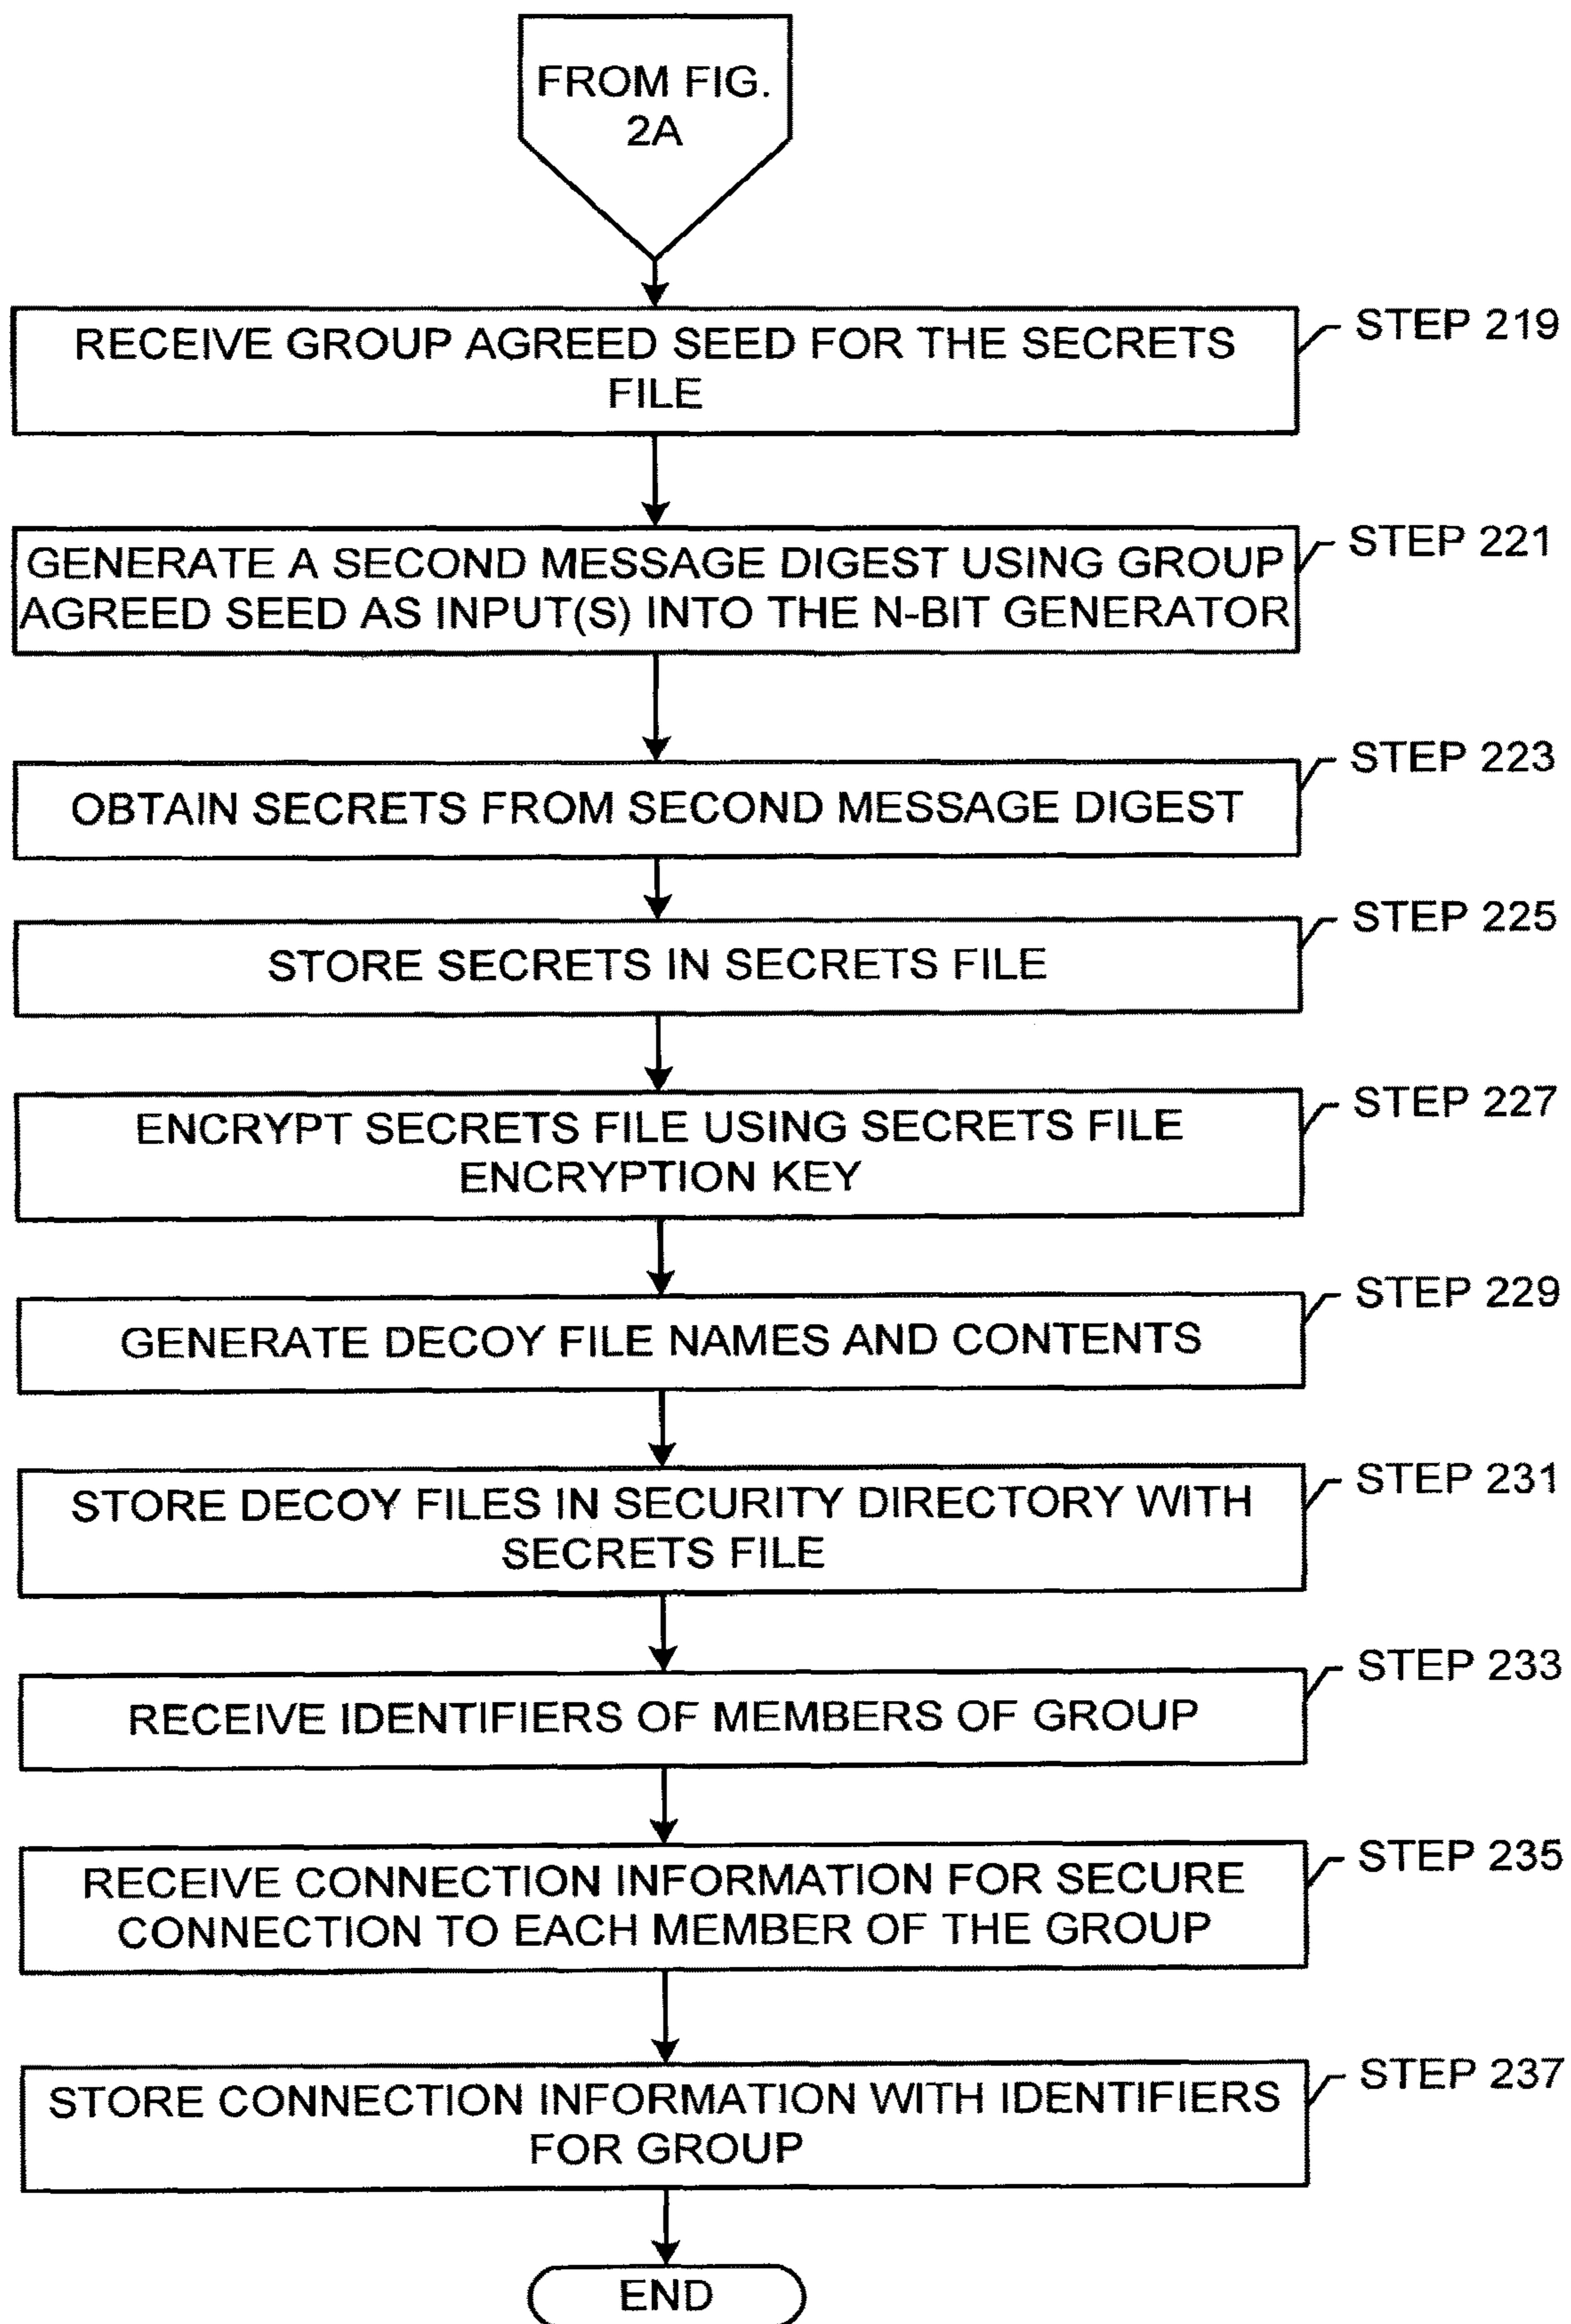 FROM FIG.
2A
RECEIVE GROUP AGREED SEED FOR THE SECRETS
FILE
STEP 219
GENERATE A SECOND MESSAGE DIGEST USING GROUP
AGREED SEED AS INPUT(S) INTO THE N-BIT GENERATOR
STEP 221
OBTAIN SECRETS FROM SECOND MESSAGE DIGEST
STEP 223
STORE SECRETS IN SECRETS FILE
STEP 225
ENCRYPT SECRETS FILE USING SECRETS FILE
ENCRYPTION KEY
STEP 227
GENERATE DECOY FILE NAMES AND CONTENTS
STEP 229
STORE DECOY FILES IN SECURITY DIRECTORY WITH
SECRETS FILE
STEP 231
RECEIVE IDENTIFIERS OF MEMBERS OF GROUP
STEP 233
RECEIVE CONNECTION INFORMATION FOR SECURE
CONNECTION TO EACH MEMBER OF THE GROUP
STEP 235
STORE CONNECTION INFORMATION WITH IDENTIFIERS
FOR GROUP
STEP 237
END